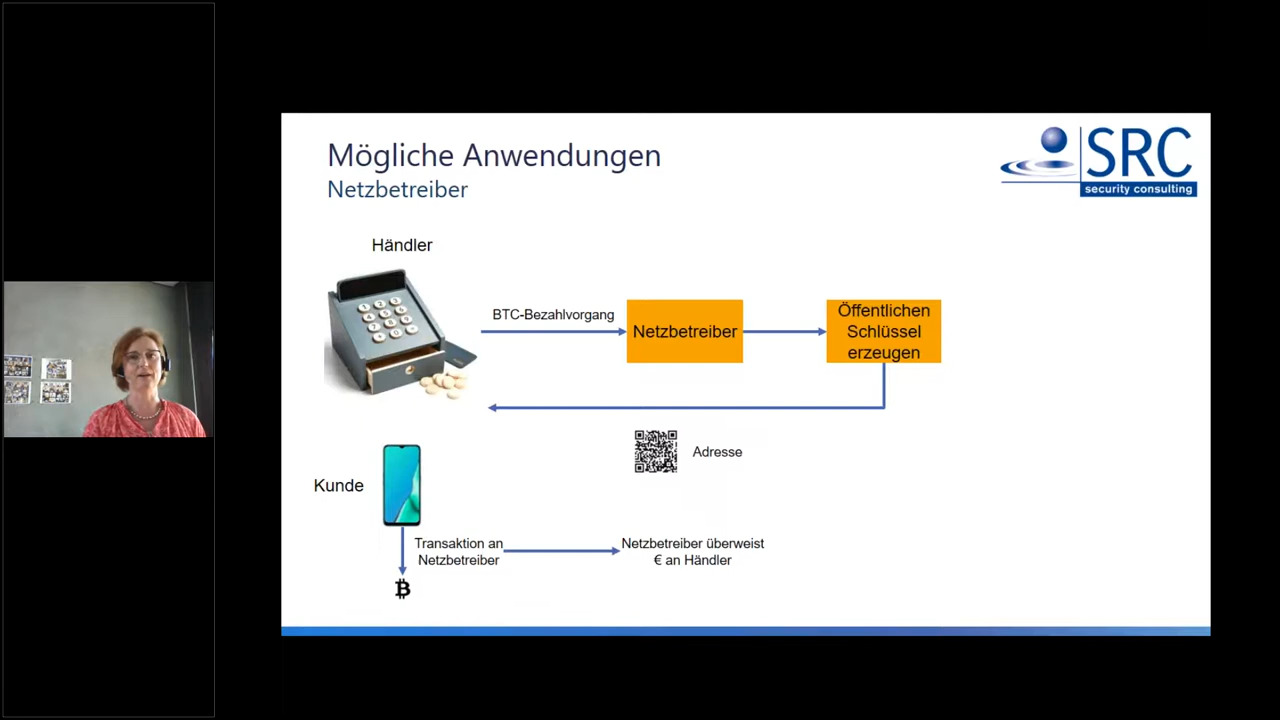 Mögliche Anwendungen
Netzbetreiber
SRC
security consulting
Händler
BTC-Bezahlvorgang
Netzbetreiber
Öffentlichen
Schlüssel
erzeugen
Adresse
Kunde
Transaktion an
Netzbetreiber
Netzbetreiber überweist
€ an Händler
₿